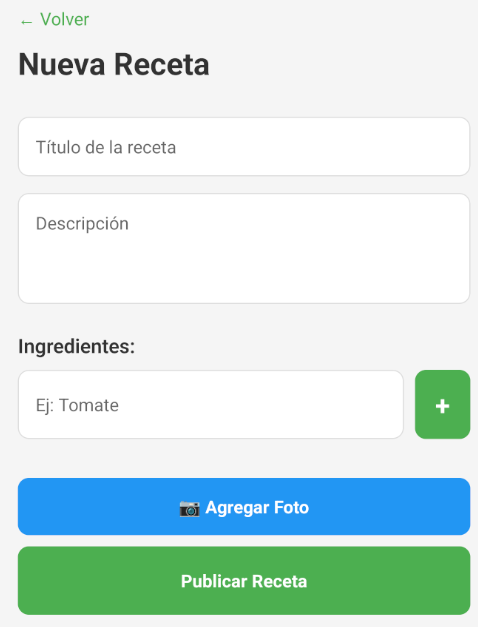 ← Volver
Nueva Receta
Título de la receta
Descripción
Ingredientes:
Ej: Tomate
+
📷 Agregar Foto
Publicar Receta